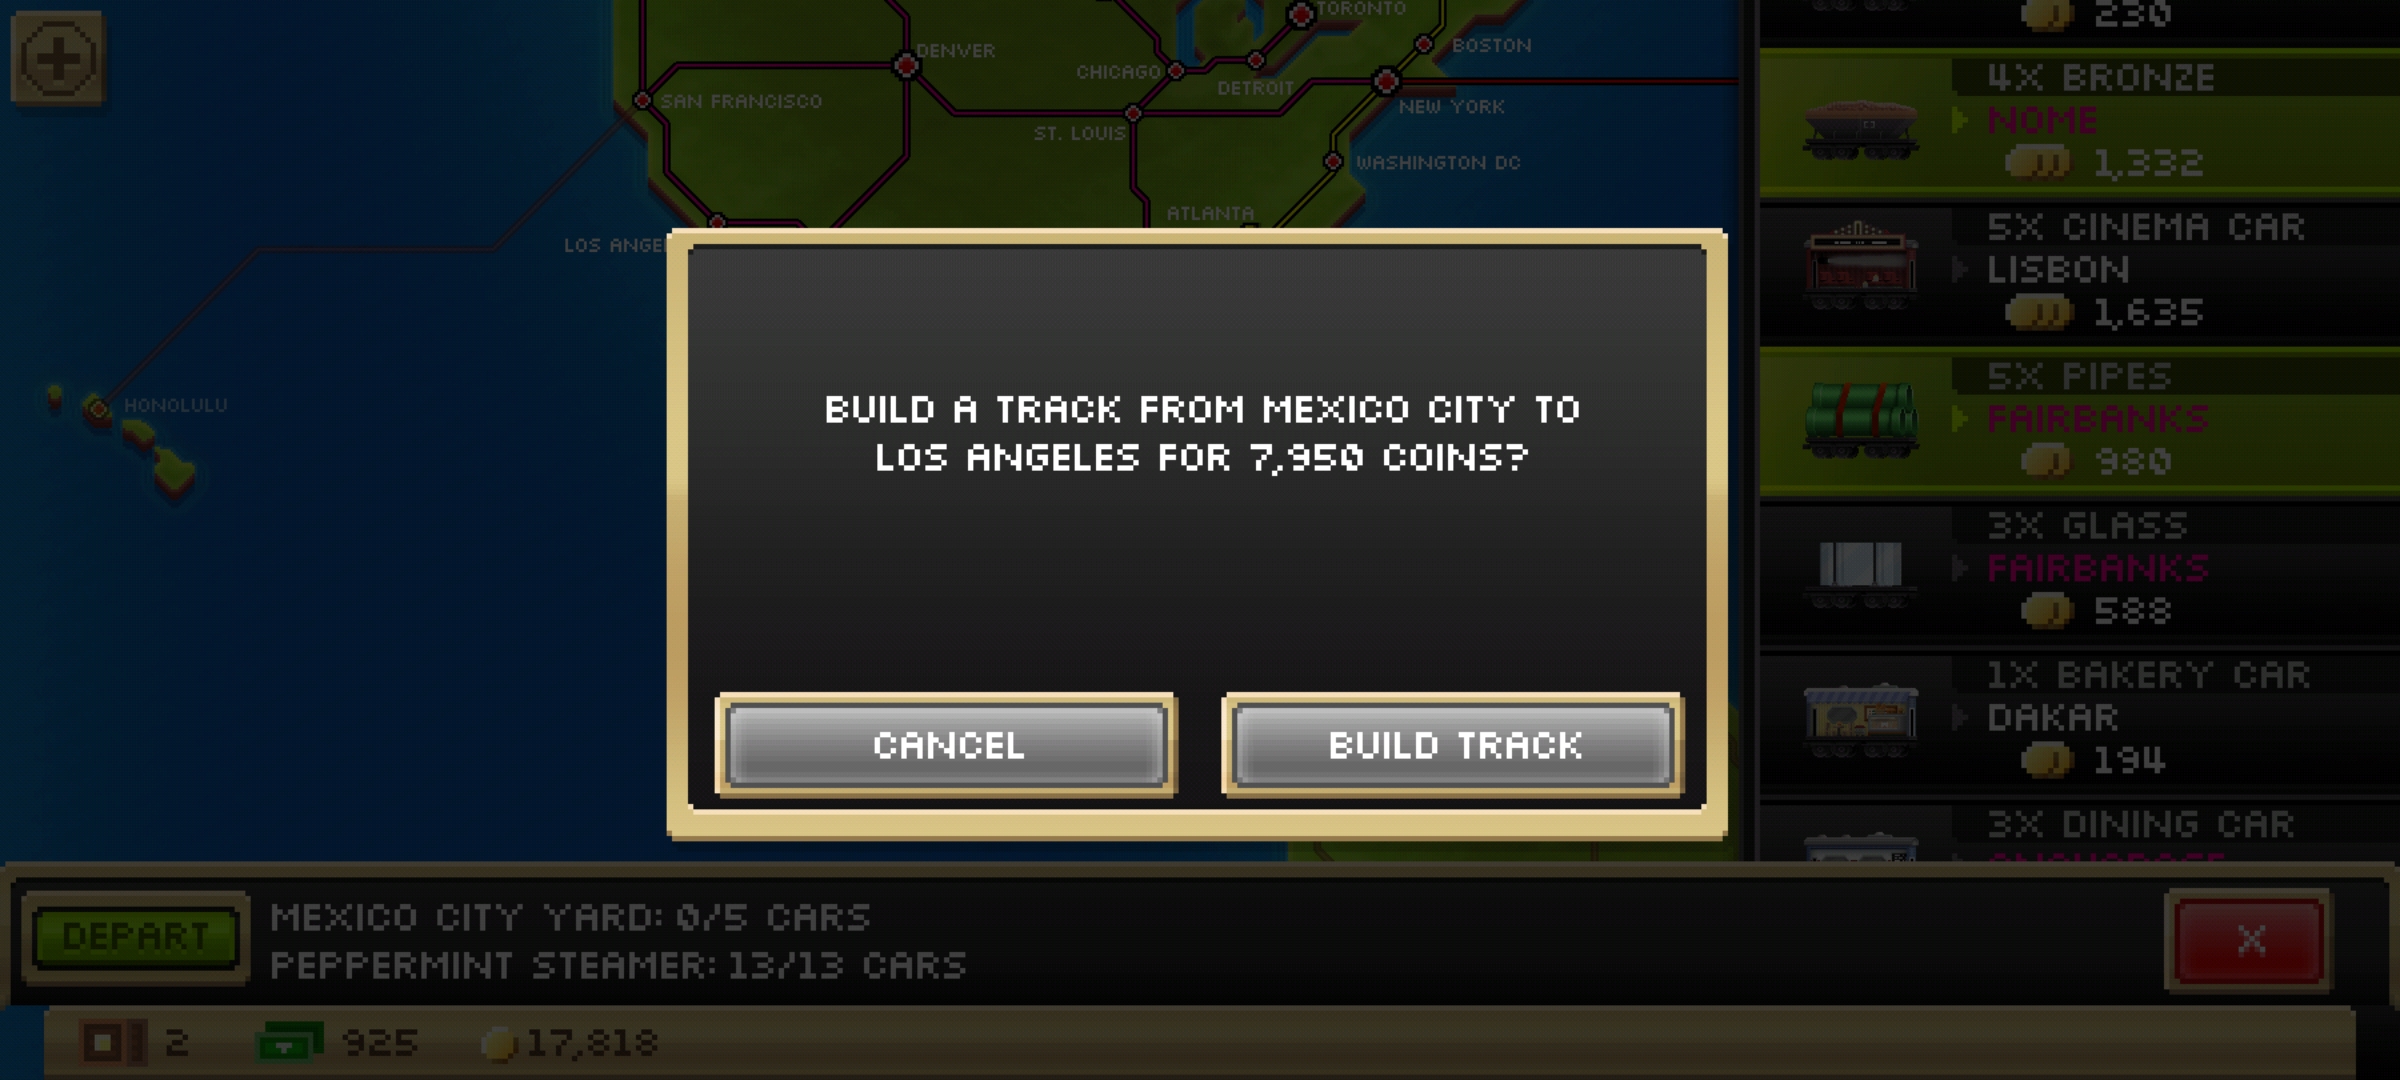 TORONTO
DENVER
BOSTON
CHICAGO
DETROIT
SAN FRANCISCO
NEW YORK
ST. LOUIS
WASHINGTON DC
ATLANTA
LOS ANGE
HONOLULU
BUILD A TRACK FROM MEXICO CITY TO
LOS ANGELES FOR 7,950 COINS?
CANCEL
BUILD TRACK
230
4X BRONZE
NOME
1,332
5X CINEMA CAR
LISBON
1,635
5X PIPES
FAIRBANKS
980
3X GLASS
FAIRBANKS
588
1X BAKERY CAR
DAKAR
194
3X DINING CAR
DEPART
MEXICO CITY YARD: 0/5 CARS
PEPPERMINT STEAMER: 13/13 CARS
X
2
925
17,818